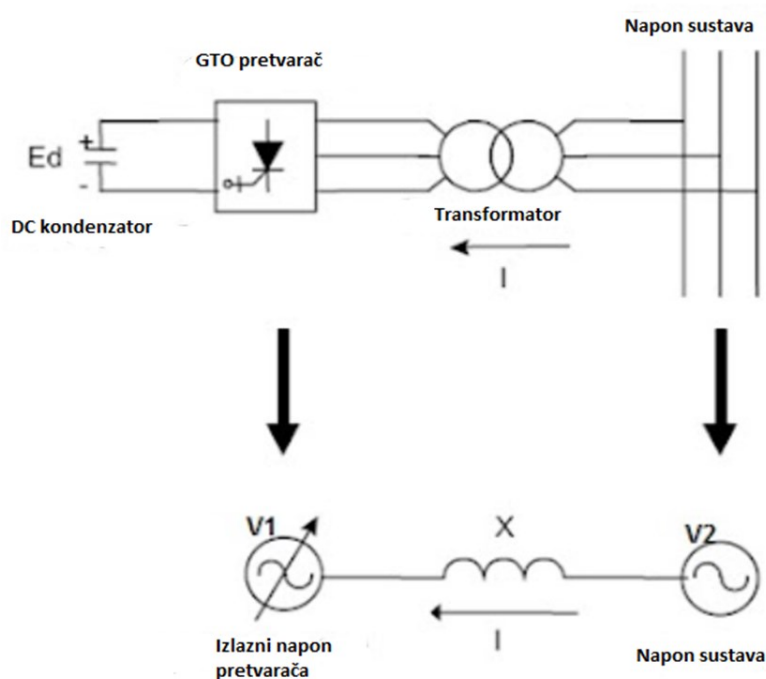 Napon sustava
GTO pretvarač
Ed
+
-
DC kondenzator
Transformator
I
V1
X
V2
I
Izlazni napon
pretvarača
Napon sustava